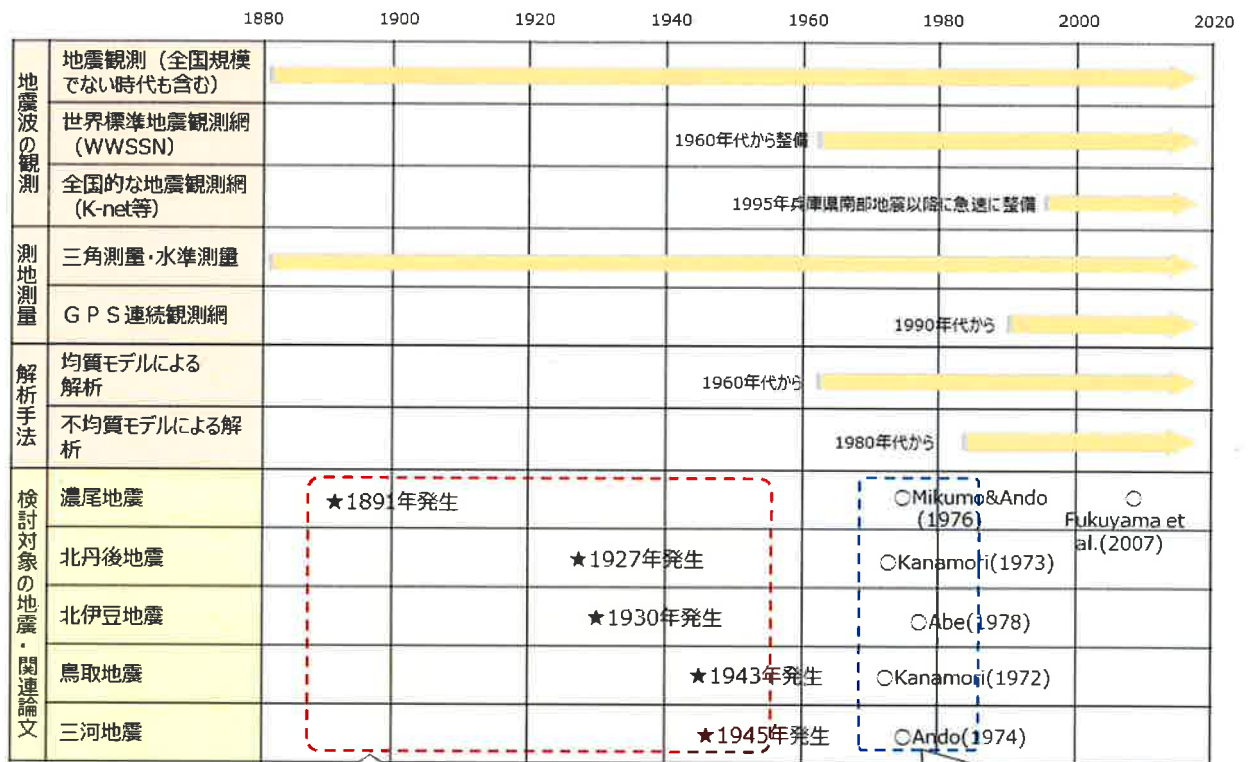 1880 1900 1920 1940 1960 1980 2000 2020
地震波の観測
地震観測（全国規模
でない時代も含む）
世界標準地震観測網
（WWSSN）
1960年代から整備
全国的な地震観測網
（K-net等）
1995年兵庫県南部地震以降に急速に整備
測地測量
三角測量・水準測量
ＧＰＳ連続観測網
1990年代から
解析手法
均質モデルによる
解析
1960年代から
不均質モデルによる解
析
1980年代から
検討対象の地震・関連論文
濃尾地震
★1891年発生
○Mikumo&Ando
(1976)
○
Fukuyama et
al.(2007)
北丹後地震
★1927年発生
○Kanamori(1973)
北伊豆地震
★1930年発生
○Abe(1978)
鳥取地震
★1943年発生
○Kanamori(1972)
三河地震
★1945年発生
○Ando(1974)